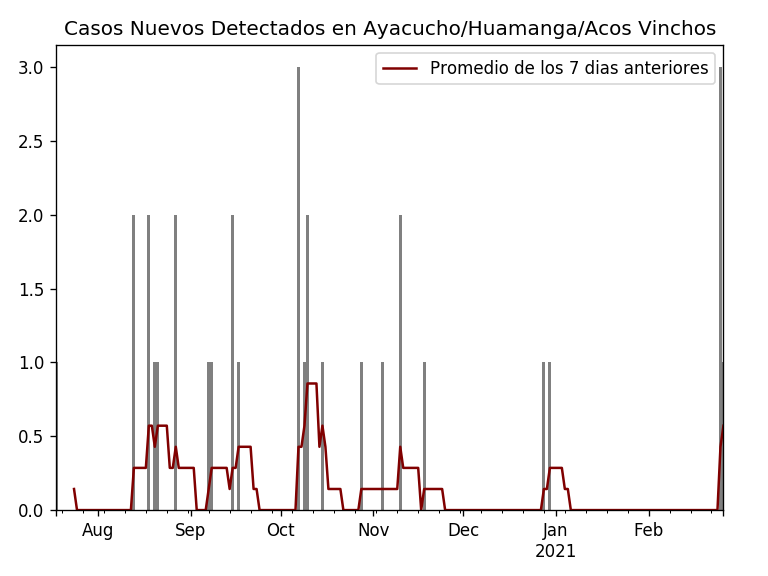 Casos Nuevos Detectados en Ayacucho/Huamanga/Acos Vinchos
Promedio de los 7 dias anteriores
3.0
2.5
2.0
1.5
1.0
0.5
0.0
Aug Sep Oct Nov Dec Jan Feb
2021